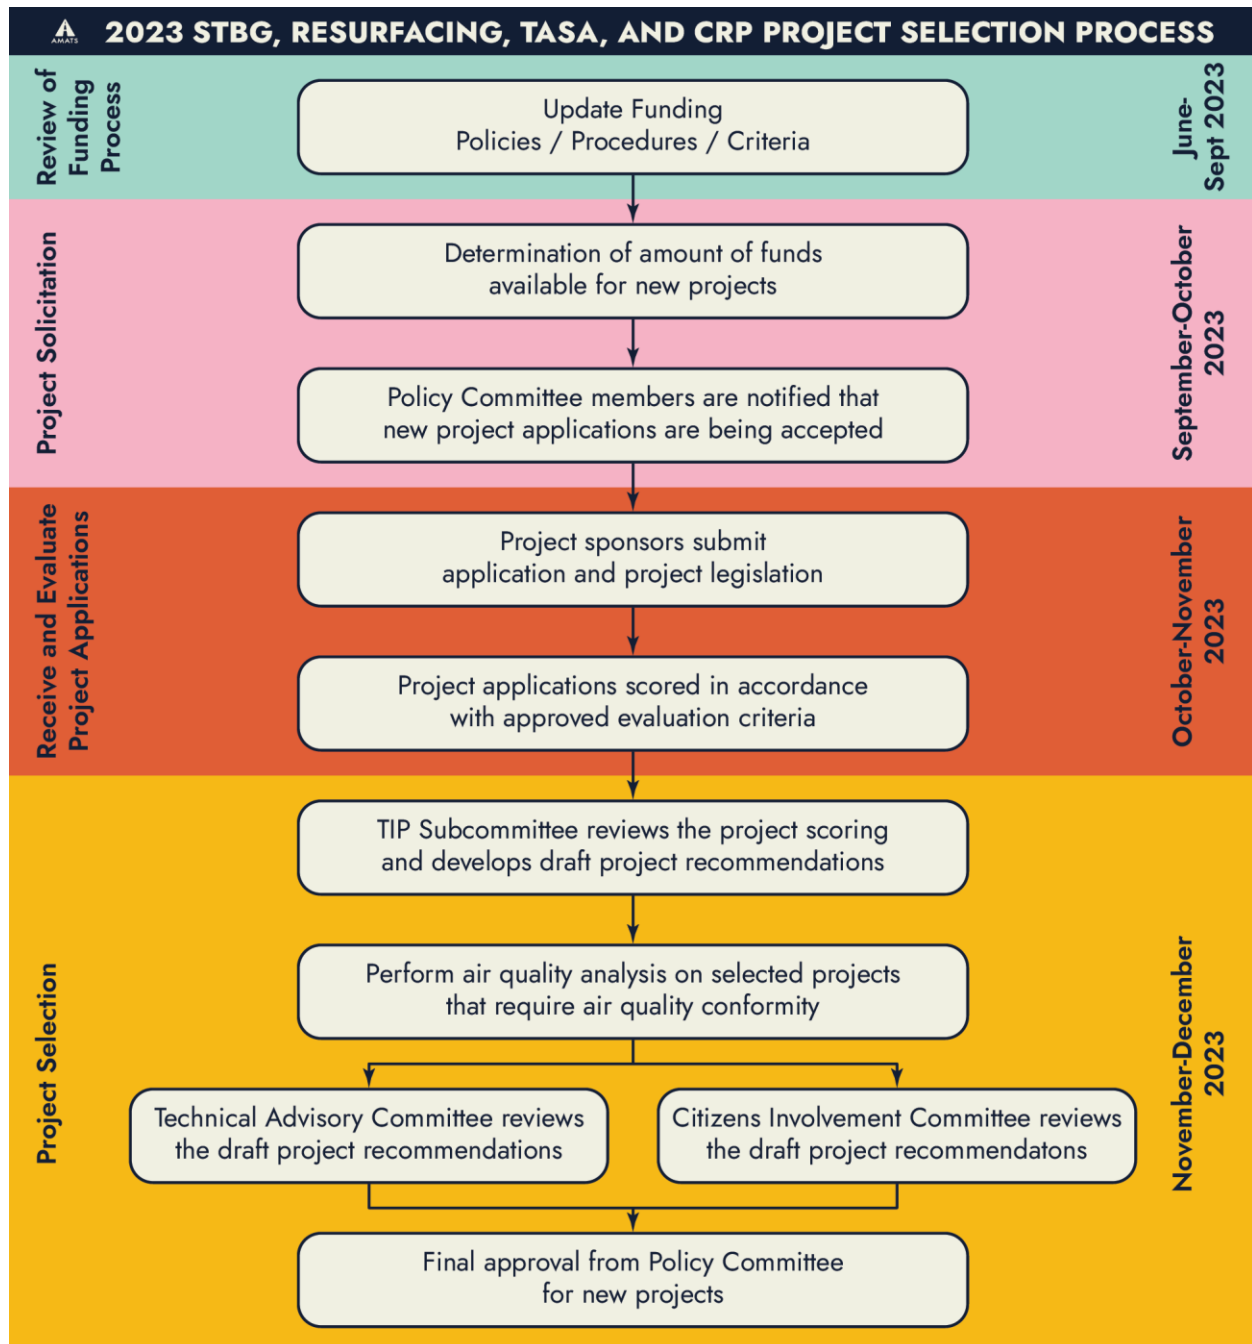 AMATS
2023 STBG, RESURFACING, TASA, AND CRP PROJECT SELECTION PROCESS
Review of
Funding
Process
Update Funding
Policies / Procedures / Criteria
June-
Sept 2023
Project Solicitation
Determination of amount of funds
available for new projects
Policy Committee members are notified that
new project applications are being accepted
September-October
2023
Receive and Evaluate
Project Applications
Project sponsors submit
application and project legislation
Project applications scored in accordance
with approved evaluation criteria
October-November
2023
Project Selection
TIP Subcommittee reviews the project scoring
and develops draft project recommendations
Perform air quality analysis on selected projects
that require air quality conformity
Technical Advisory Committee reviews
the draft project recommendations
Citizens Involvement Committee reviews
the draft project recommendatons
Final approval from Policy Committee
for new projects
November-December
2023